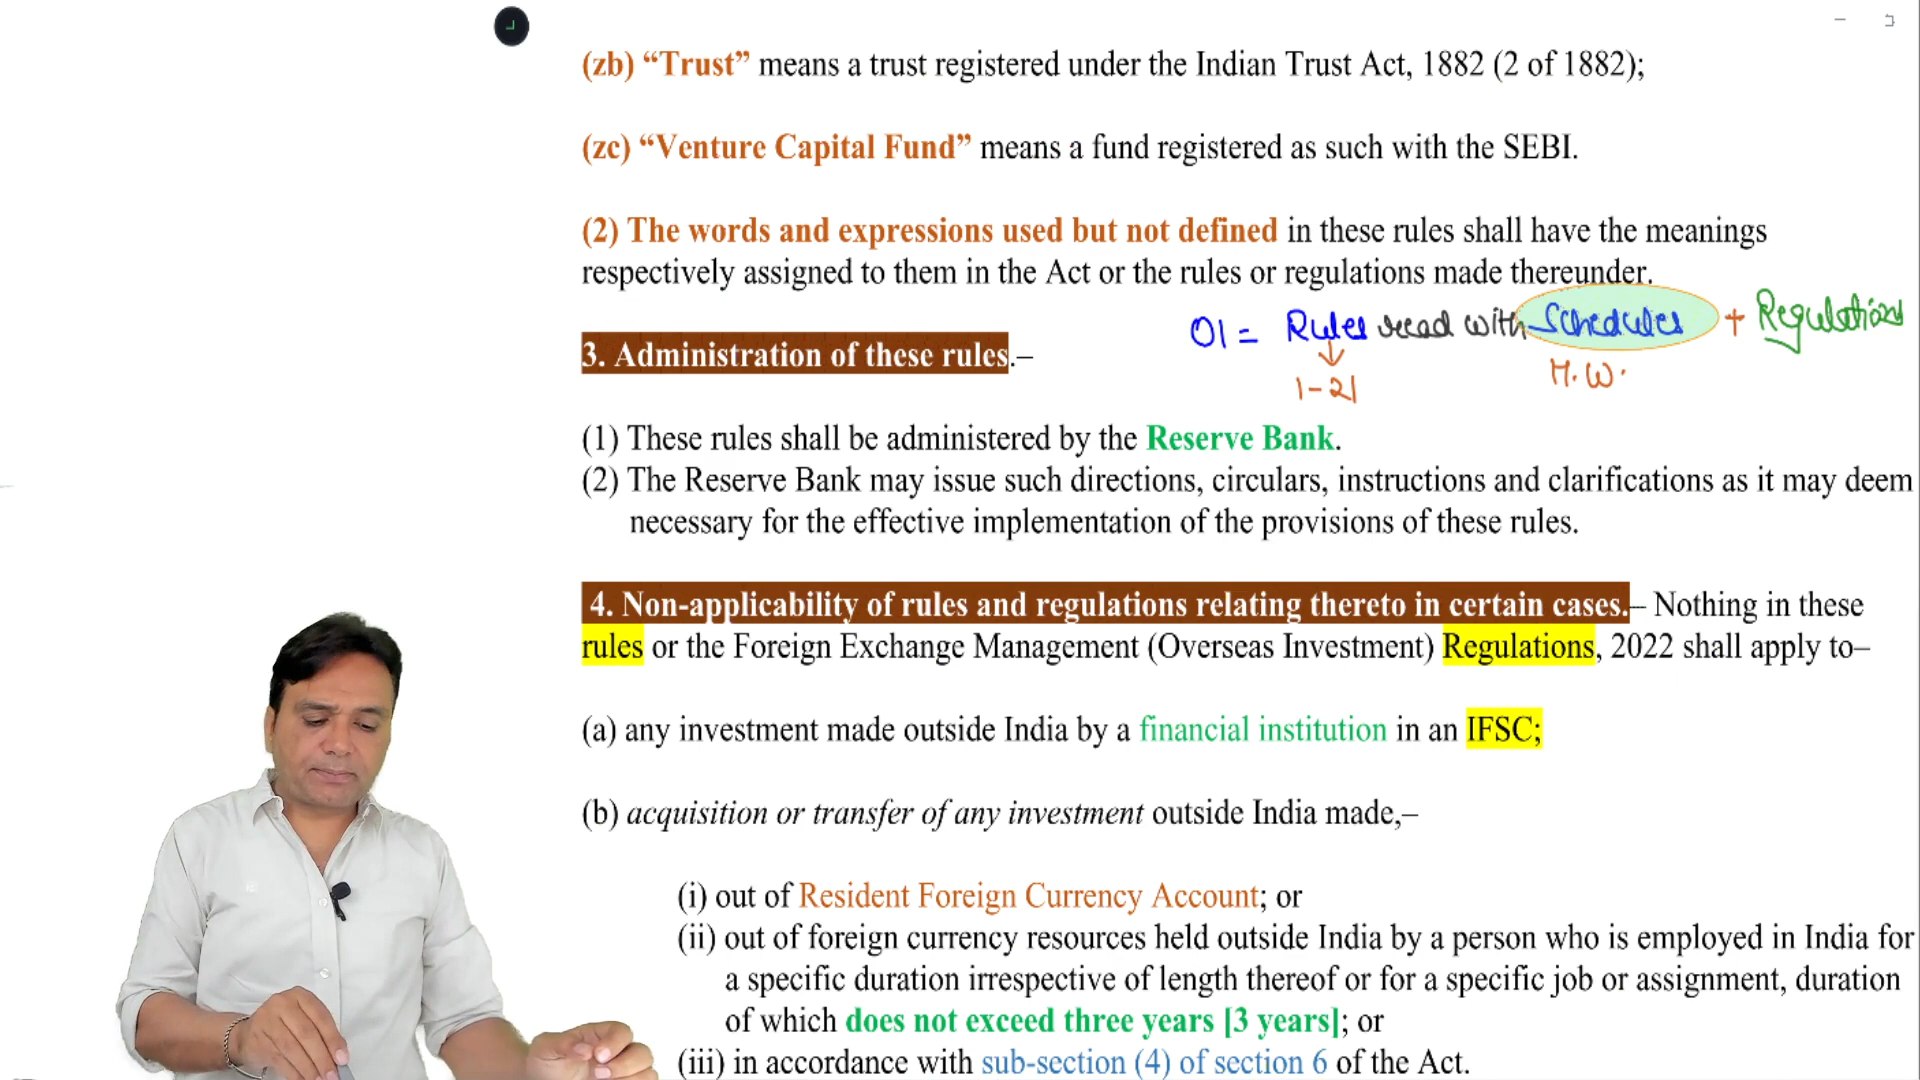 (zb) “Trust” means a trust registered under the Indian Trust Act, 1882 (2 of 1882);
(zc) “Venture Capital Fund” means a fund registered as such with the SEBI.
(2) The words and expressions used but not defined in these rules shall have the meanings
respectively assigned to them in the Act or the rules or regulations made thereunder.
OI = Rules read with Schedules + Regulations
1-21
H.W.
3. Administration of these rules.–
(1) These rules shall be administered by the Reserve Bank.
(2) The Reserve Bank may issue such directions, circulars, instructions and clarifications as it may deem
necessary for the effective implementation of the provisions of these rules.
4. Non-applicability of rules and regulations relating thereto in certain cases.– Nothing in these
rules or the Foreign Exchange Management (Overseas Investment) Regulations, 2022 shall apply to–
(a) any investment made outside India by a financial institution in an IFSC;
(b) acquisition or transfer of any investment outside India made,–
(i) out of Resident Foreign Currency Account; or
(ii) out of foreign currency resources held outside India by a person who is employed in India for
a specific duration irrespective of length thereof or for a specific job or assignment, duration
of which does not exceed three years [3 years]; or
(iii) in accordance with sub-section (4) of section 6 of the Act.